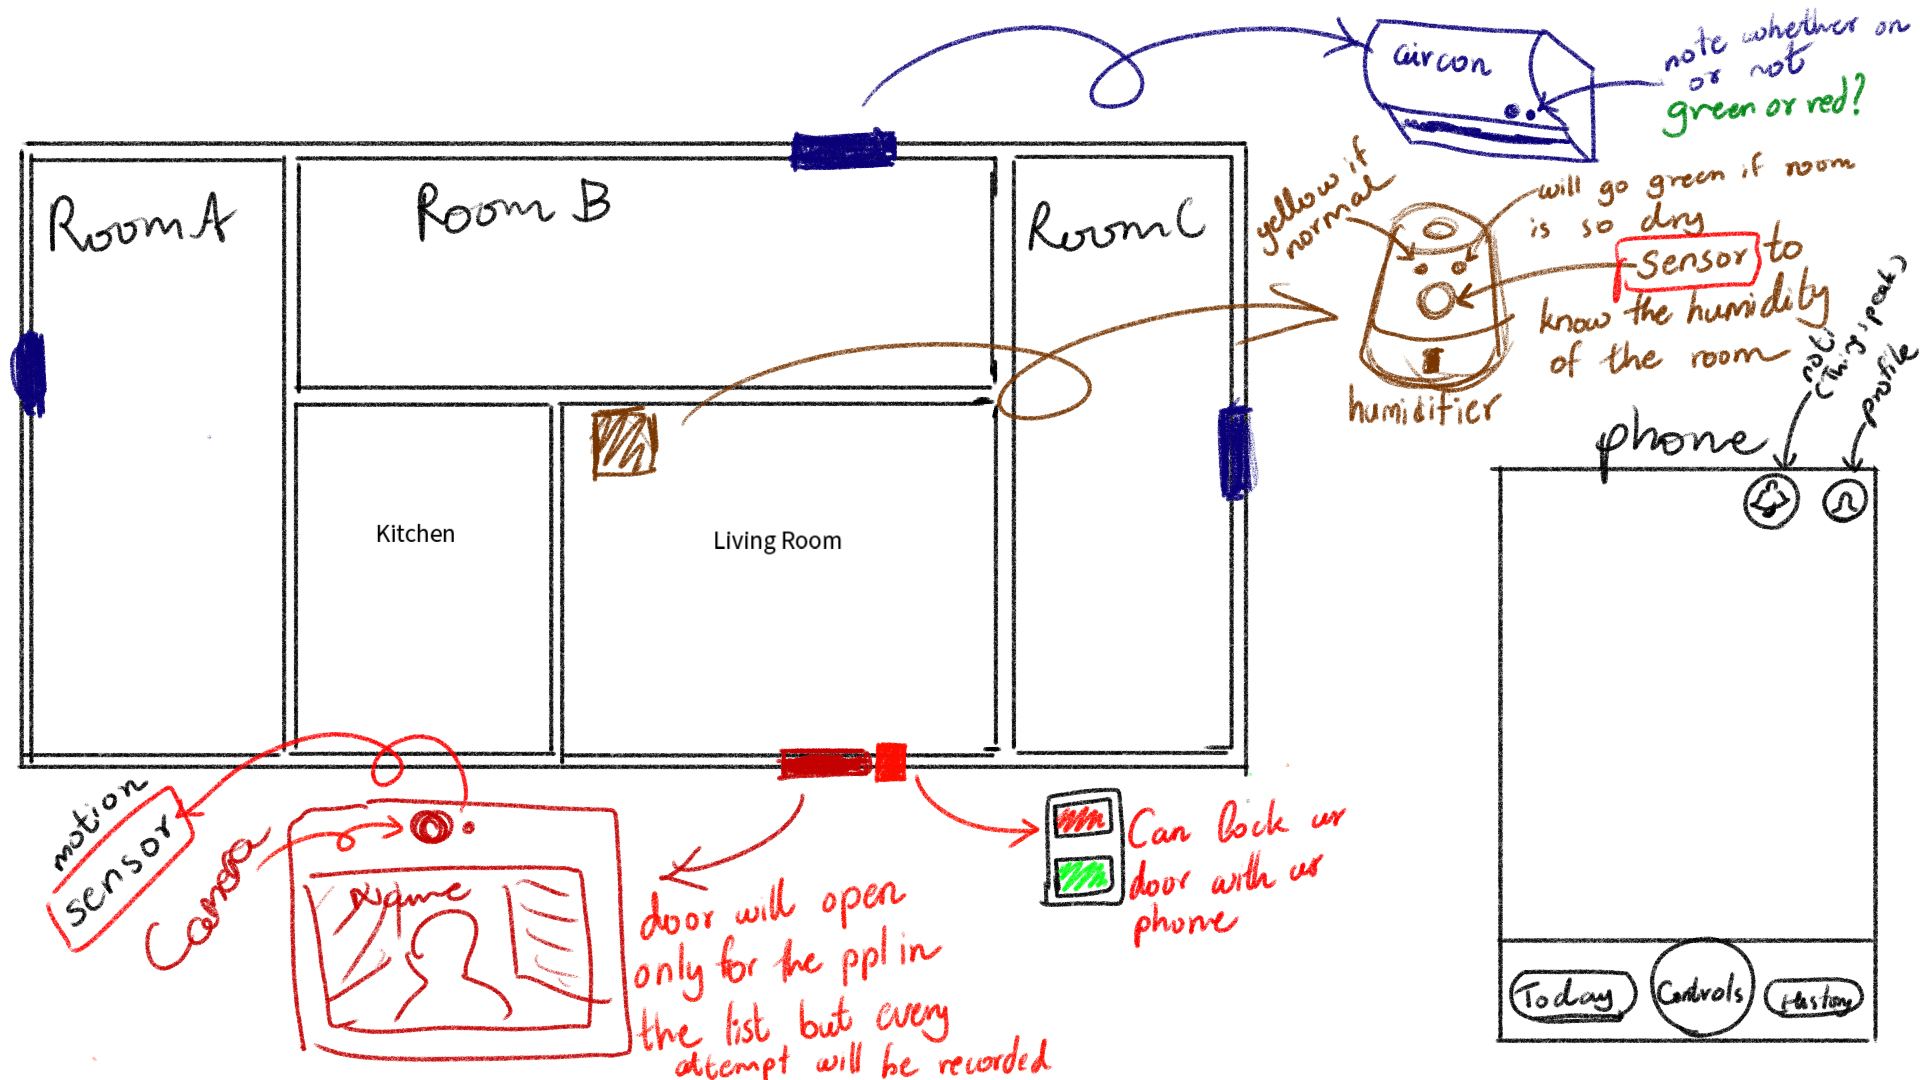 aircon
note whether on
or not
green or red?
Room A
Room B
Room C
yellow if
normal
will go green if room
is so dry
sensor to
know the humidity
of the room
humidifier
noti
(thing'speak)
profile
phone
Kitchen
Living Room
motion
sensor
Camera
Name
door will open
only for the ppl in
the list but every
attempt will be recorded
Can lock ur
door with ur
phone
Today
Controls
History